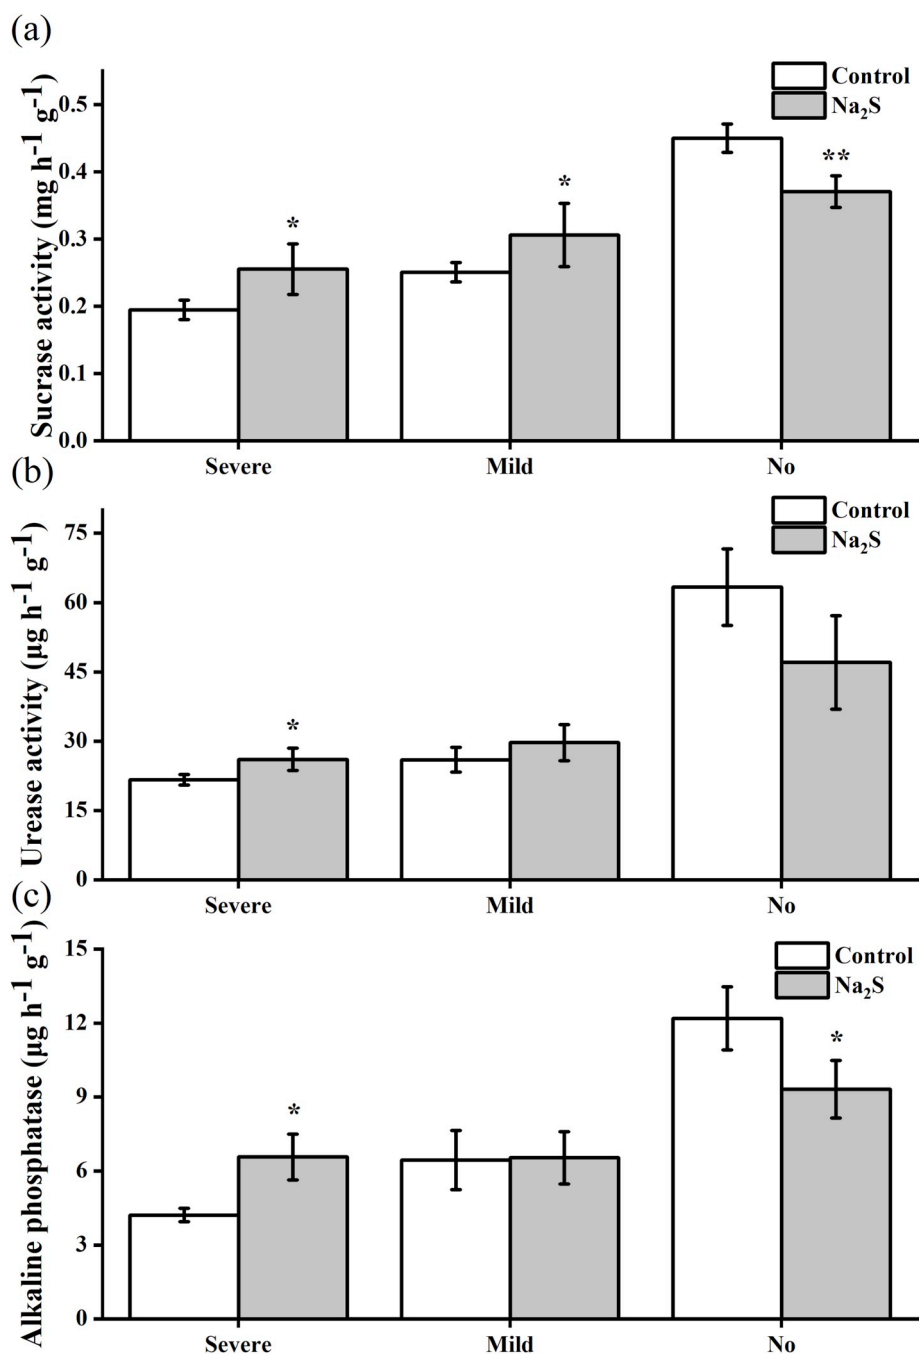 (a)
Sucrase activity (mg h⁻¹ g⁻¹)
Control
Na₂S
0.5
0.4
0.3
0.2
0.1
0.0
*
*
**
Severe Mild No
(b)
Urease activity (µg h⁻¹ g⁻¹)
Control
Na₂S
75
60
45
30
15
0
*
Severe Mild No
(c)
Alkaline phosphatase (µg h⁻¹ g⁻¹)
Control
Na₂S
15
12
9
6
3
0
*
*
Severe Mild No